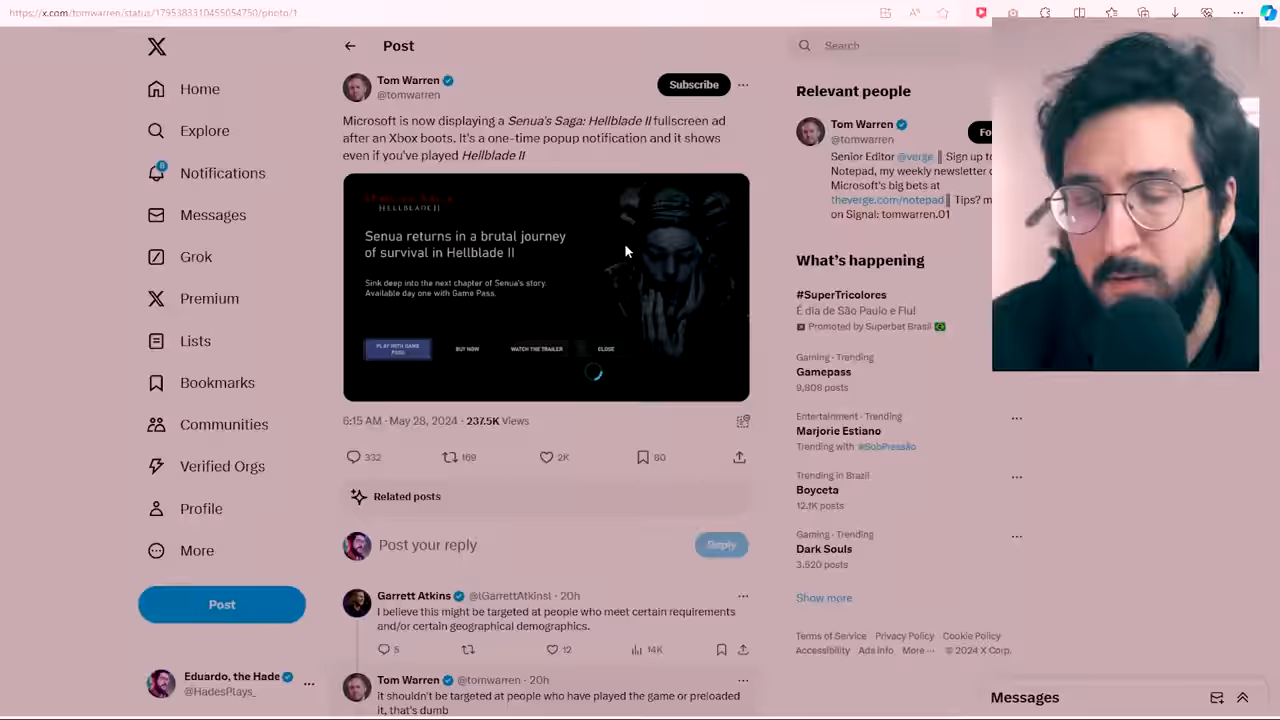 https://x.com/tomwarren/status/1795383310455054750/photo/1
Home
Explore
8
Notifications
Messages
Grok
Premium
Lists
Bookmarks
Communities
Verified Orgs
Profile
More
Post
Eduardo, the Hade
@HadesPlays_
Post
Tom Warren
@tomwarren
Subscribe
Microsoft is now displaying a Senua's Saga: Hellblade II fullscreen ad
after an Xbox boots. It's a one-time popup notification and it shows
even if you've played Hellblade II
HELLBLADE II
Senua returns in a brutal journey
of survival in Hellblade II
Sink deep into the next chapter of Senua's story.
Available day one with Game Pass.
PLAY WITH GAME
PASS
BUY NOW
WATCH THE TRAILER
CLOSE
6:15 AM · May 28, 2024 · 237.5K Views
332
169
2K
80
Related posts
Post your reply
Reply
Garrett Atkins @iGarrettAtkinsI · 20h
I believe this might be targeted at people who meet certain requirements
and/or certain geographical demographics.
5
12
14K
Tom Warren @tomwarren · 20h
it shouldn't be targeted at people who have played the game or preloaded
it, that's dumb
Search
Relevant people
Tom Warren
@tomwarren
Fo
Senior Editor @verge || Sign up to
Notepad, my weekly newsletter o
Microsoft's big bets at
theverge.com/notepad || Tips? m
on Signal: tomwarren.01
What's happening
#SuperTricolores
É dia de São Paulo e Flu!
Promoted by Superbet Brasil
Gaming · Trending
Gamepass
9,808 posts
Entertainment · Trending
Marjorie Estiano
Trending with #SobPressão
Trending in Brazil
Boyceta
12.1K posts
Gaming · Trending
Dark Souls
3,520 posts
Show more
Terms of Service Privacy Policy Cookie Policy
Accessibility Ads info More ··· © 2024 X Corp.
Messages